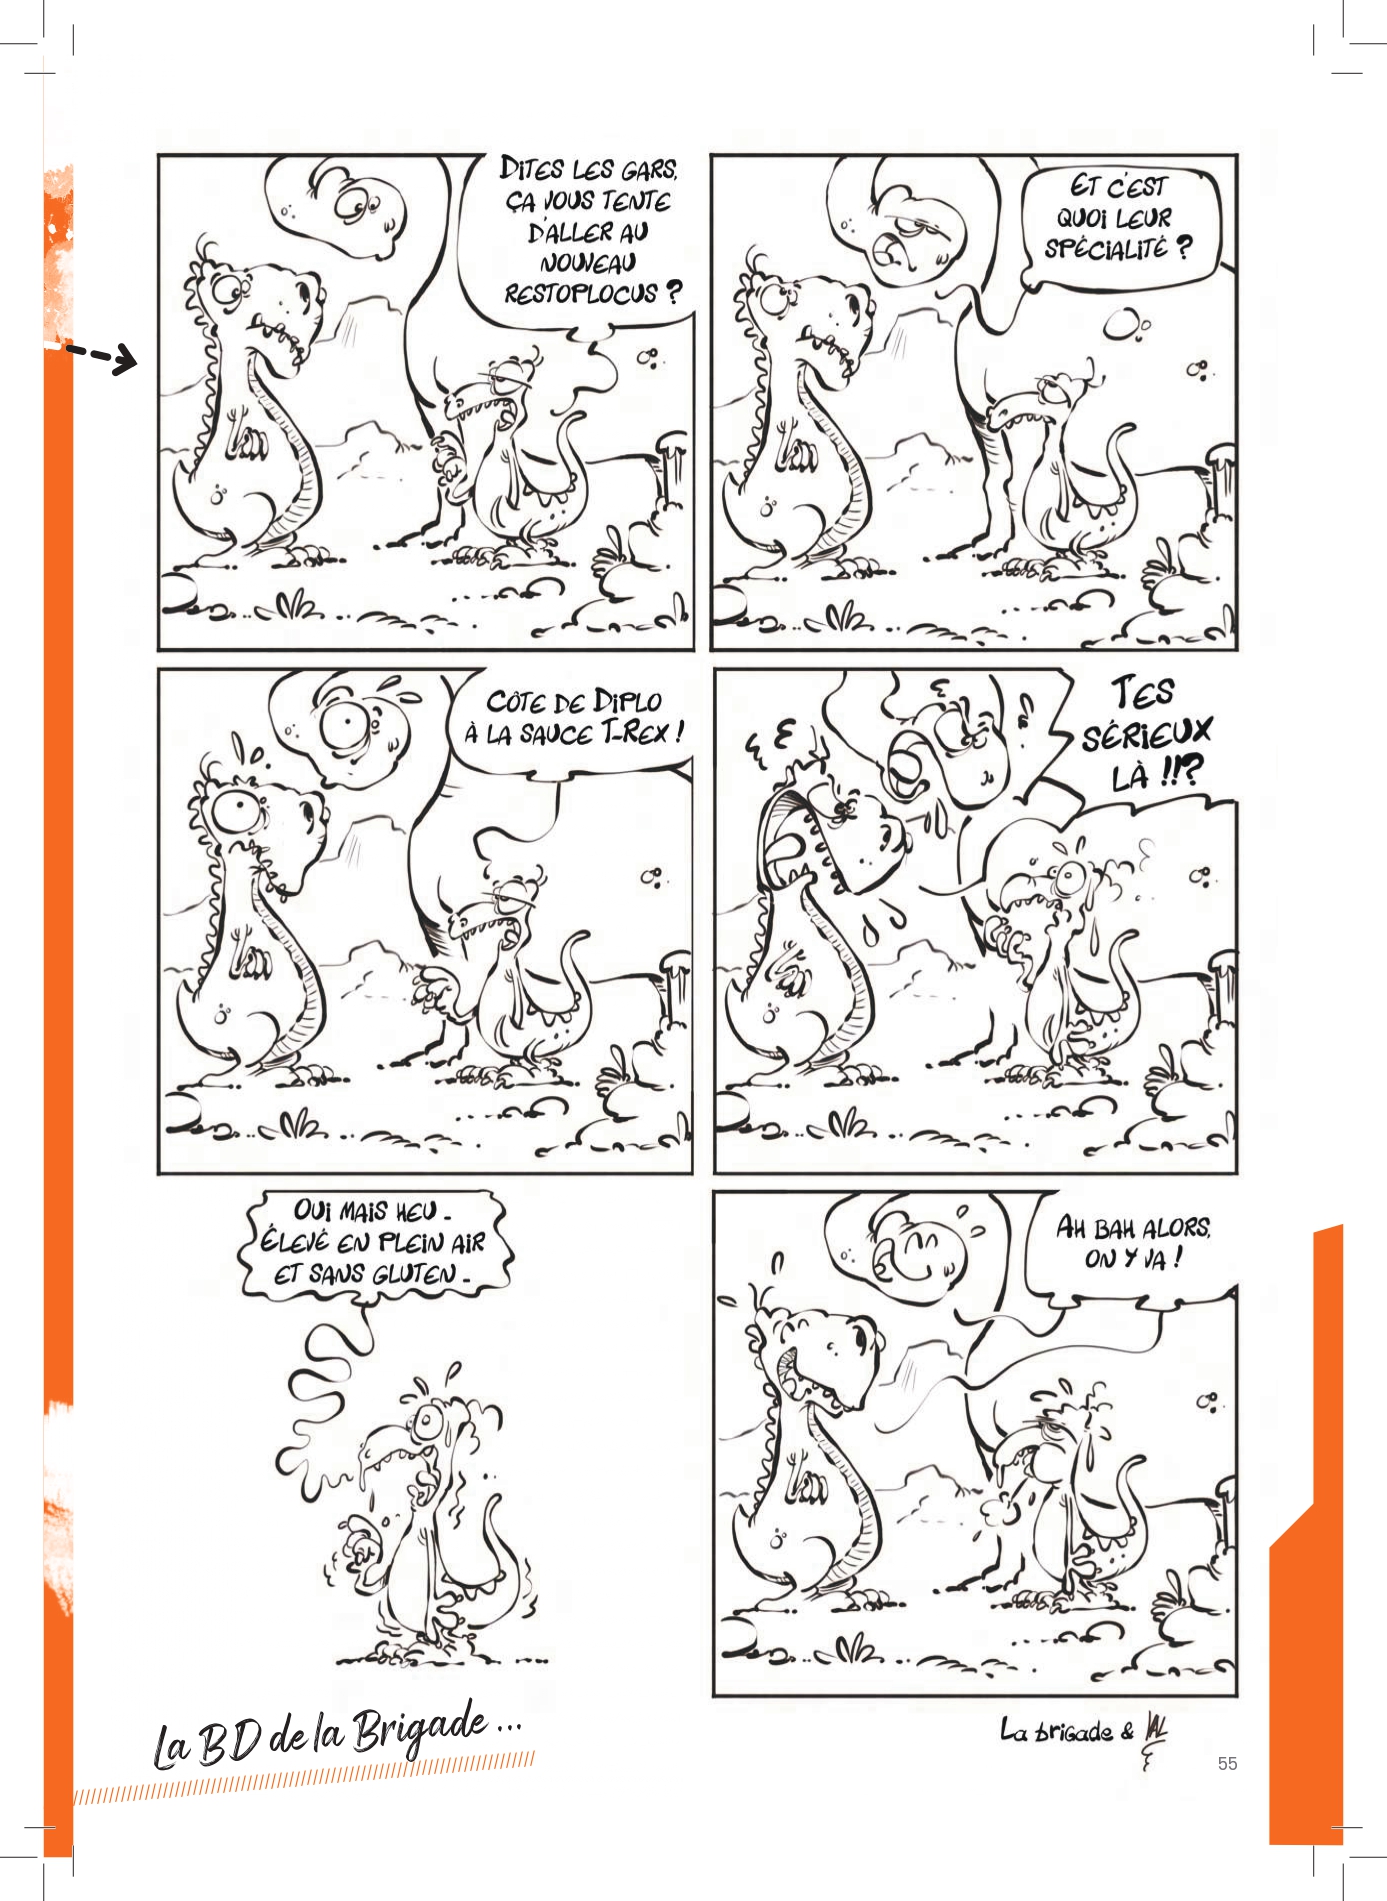 DiTES LES GARS,
ÇA VOUS TENTE
D'ALLER AU
NOUVEAU
RESTOPLOCUS ?
ET C'EST
QUOi LEUR
SPÉCiALiTÉ ?
CÔTE DE DiPLO
À LA SAUCE T-REX !
TES
SÉRiEUX
LÀ !!?
OUi MAiS HEU _
ÉLEVÉ EN PLEiN AiR
ET SANS GLUTEN _
AH BAH ALORS,
ON Y VA !
La BD de la Brigade ...
La briGade & VAL
55